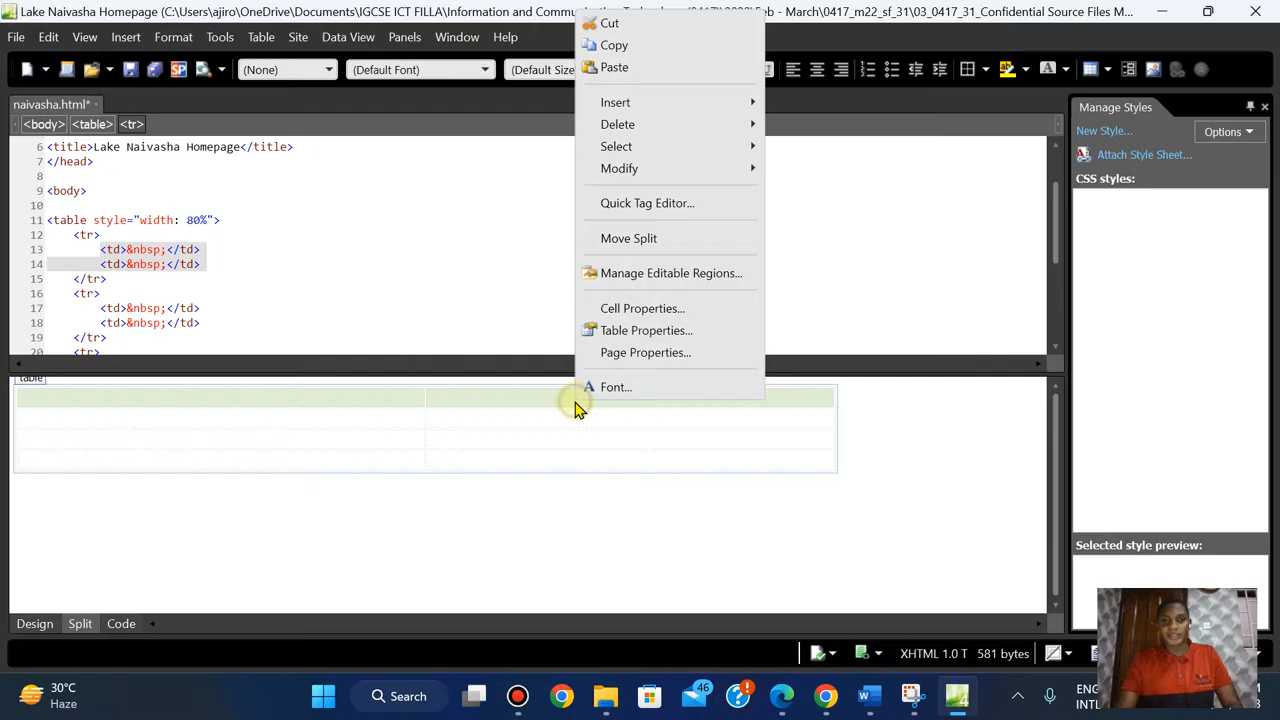 Lake Naivasha Homepage (C:\Users\ajiro\OneDrive\Documents\IGCSE ICT FILLA\Information and Commu
03_0417_31_Confidential Source Files M...
File Edit View Insert Format Tools Table Site Data View Panels Window Help
(None) (Default Font) (Default Size
naivasha.html*
<body> <table> <tr>
6 <title>Lake Naivasha Homepage</title>
7 </head>
8
9 <body>
10
11 <table style="width: 80%">
12 <tr>
13 <td>&nbsp;</td>
14 <td>&nbsp;</td>
15 </tr>
16 <tr>
17 <td>&nbsp;</td>
18 <td>&nbsp;</td>
19 </tr>
20 <tr>
table
Cut
Copy
Paste
Insert
Delete
Select
Modify
Quick Tag Editor...
Move Split
Manage Editable Regions...
Cell Properties...
Table Properties...
Page Properties...
Font...
Manage Styles
New Style... Options
Attach Style Sheet...
CSS styles:
Selected style preview:
Design Split Code
XHTML 1.0 T 581 bytes
30°C
Haze
Search
46
ENG
INTL